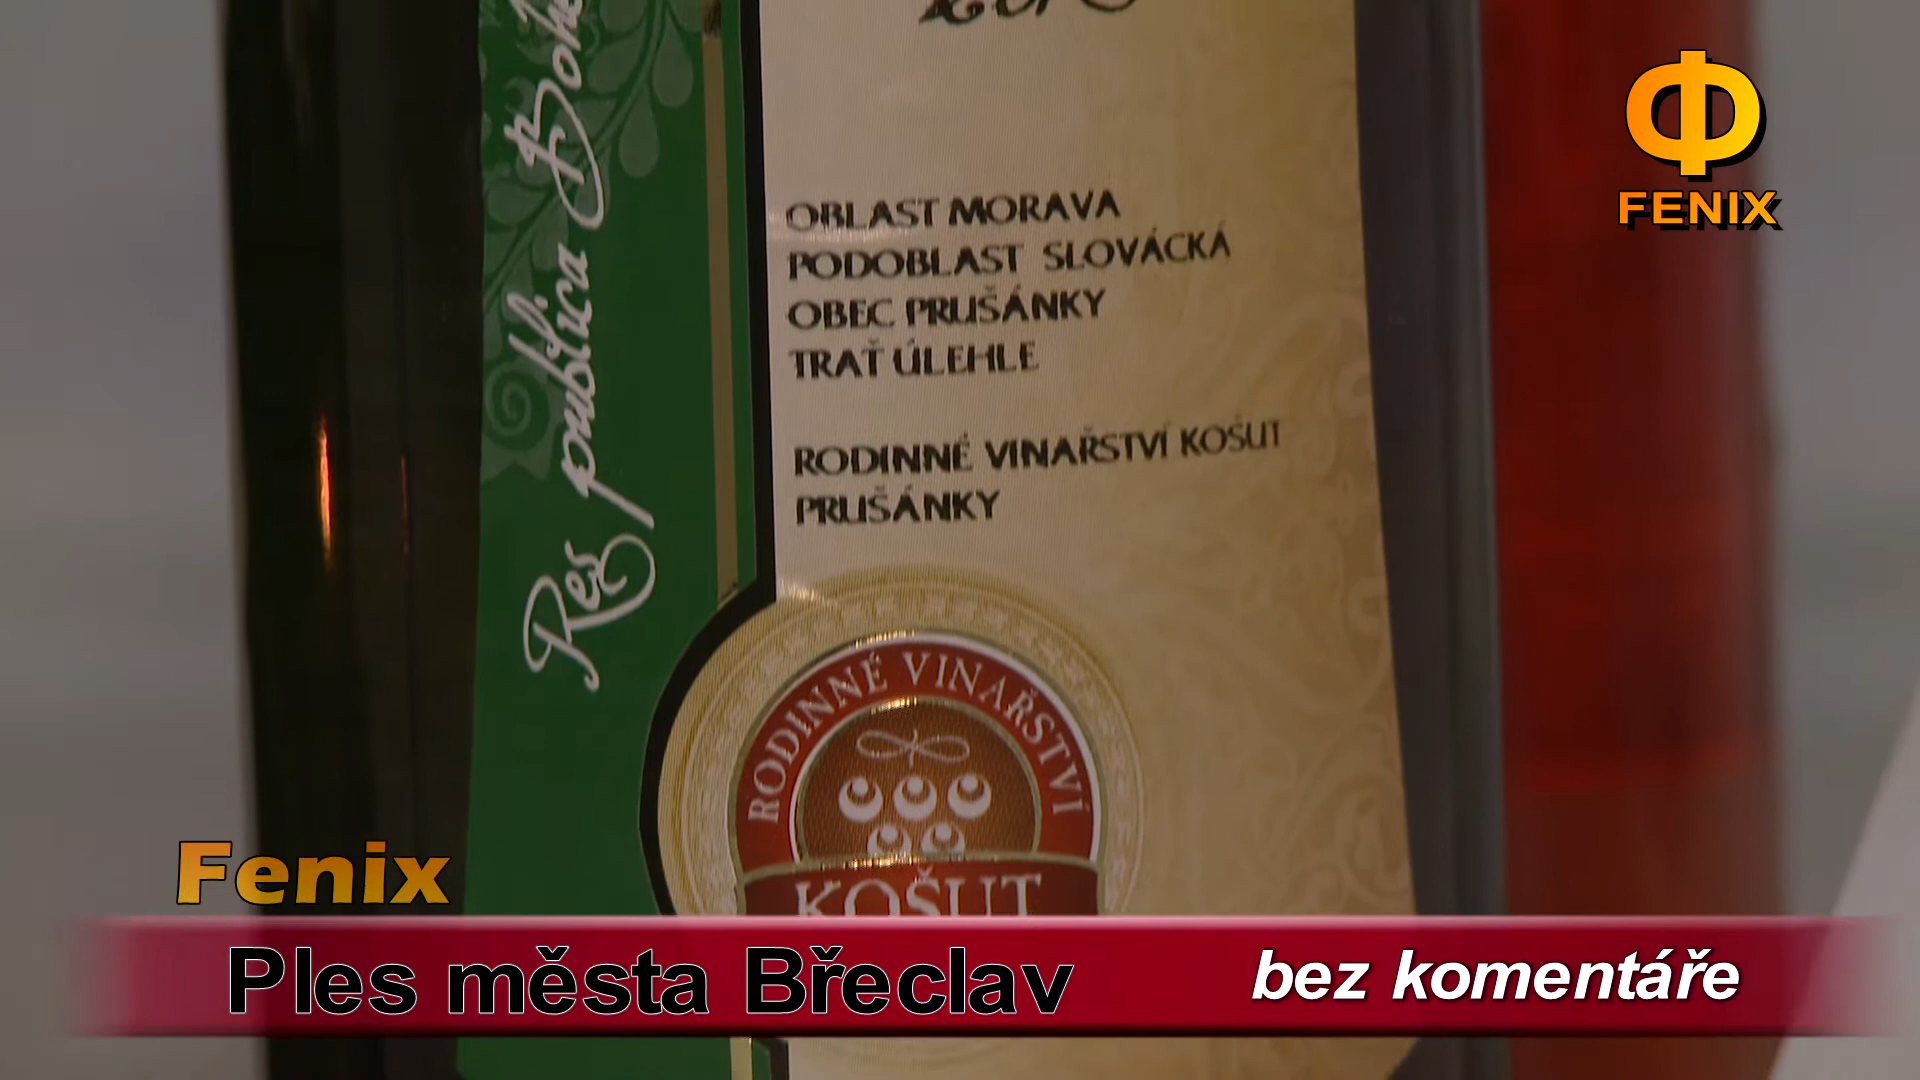 Res publica
OBLAST MORAVA
PODOBLAST SLOVÁCKÁ
OBEC PRUŠÁNKY
TRAŤ ÚLEHLE
RODINNÉ VINAŘSTVÍ KOŠUT
PRUŠÁNKY
RODINNÉ VINAŘSTVÍ
KOŠUT
FENIX
Fenix
Ples města Břeclav
bez komentáře